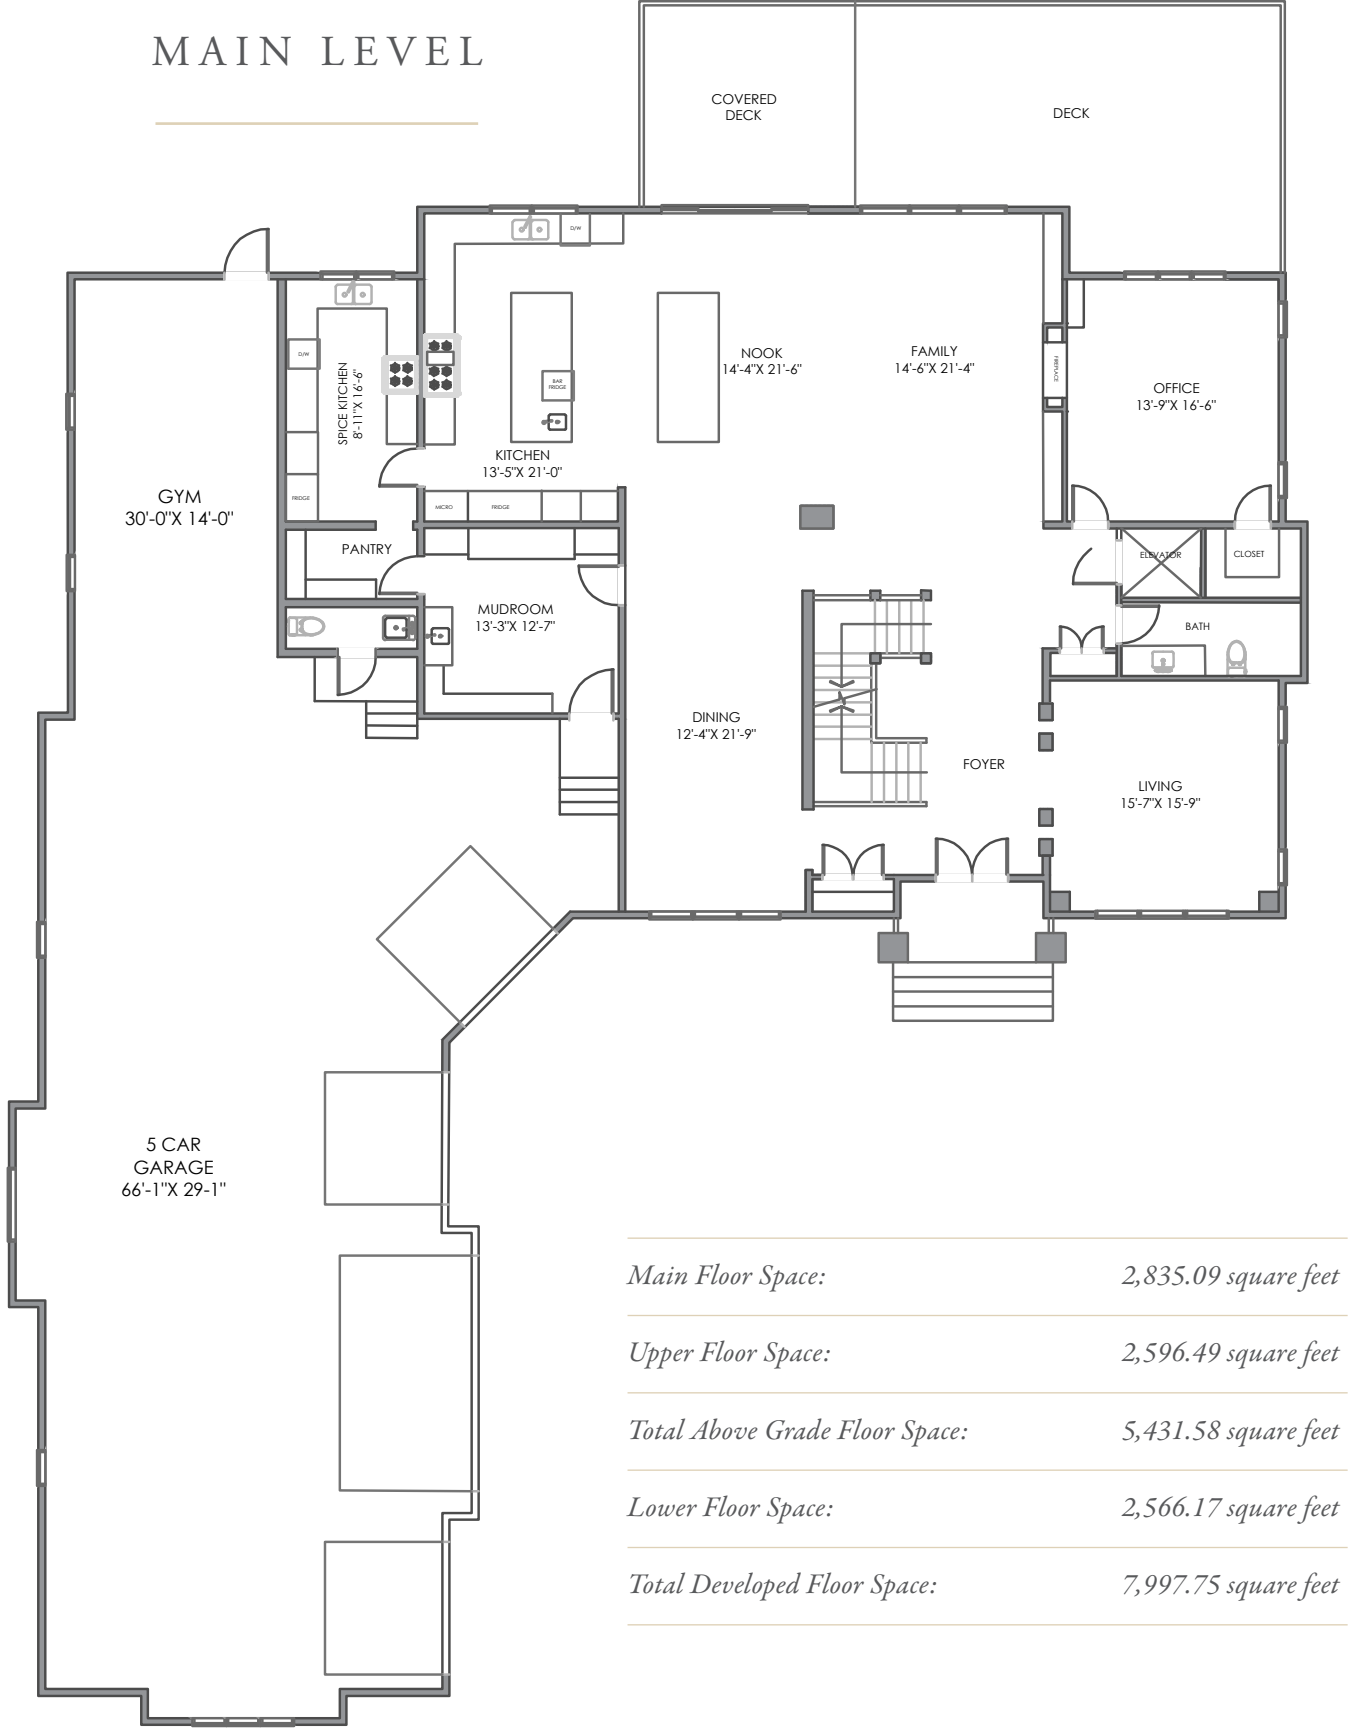 MAIN LEVEL
COVERED
DECK
DECK
D/W
D/W
SPICE KITCHEN
8'-11"X 16'-6"
BAR
FRIDGE
NOOK
14'-4"X 21'-6"
FAMILY
14'-6"X 21'-4"
FIREPLACE
OFFICE
13'-9"X 16'-6"
KITCHEN
13'-5"X 21'-0"
GYM
30'-0"X 14'-0"
FRIDGE
MICRO
FRIDGE
PANTRY
ELEVATOR
CLOSET
MUDROOM
13'-3"X 12'-7"
BATH
DINING
12'-4"X 21'-9"
FOYER
LIVING
15'-7"X 15'-9"
5 CAR
GARAGE
66'-1"X 29-1"
Main Floor Space: 2,835.09 square feet
Upper Floor Space: 2,596.49 square feet
Total Above Grade Floor Space: 5,431.58 square feet
Lower Floor Space: 2,566.17 square feet
Total Developed Floor Space: 7,997.75 square feet